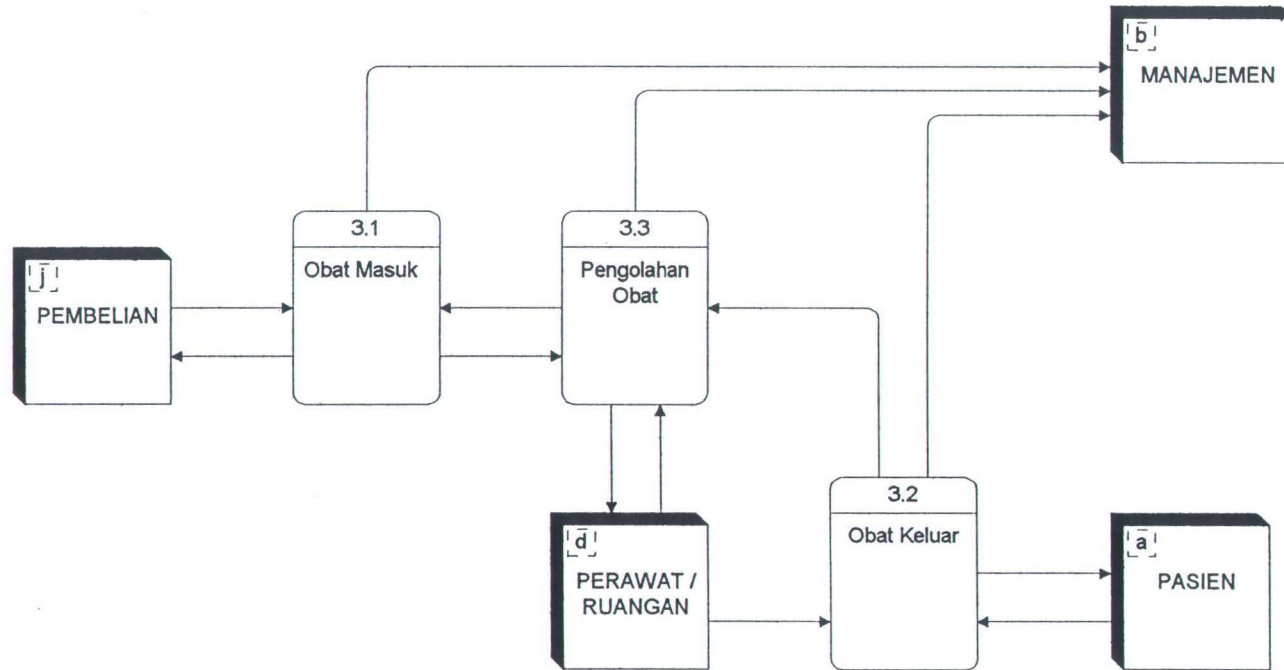 b
MANAJEMEN
3.1
Obat Masuk
3.3
Pengolahan
Obat
j
PEMBELIAN
3.2
Obat Keluar
d
PERAWAT /
RUANGAN
a
PASIEN